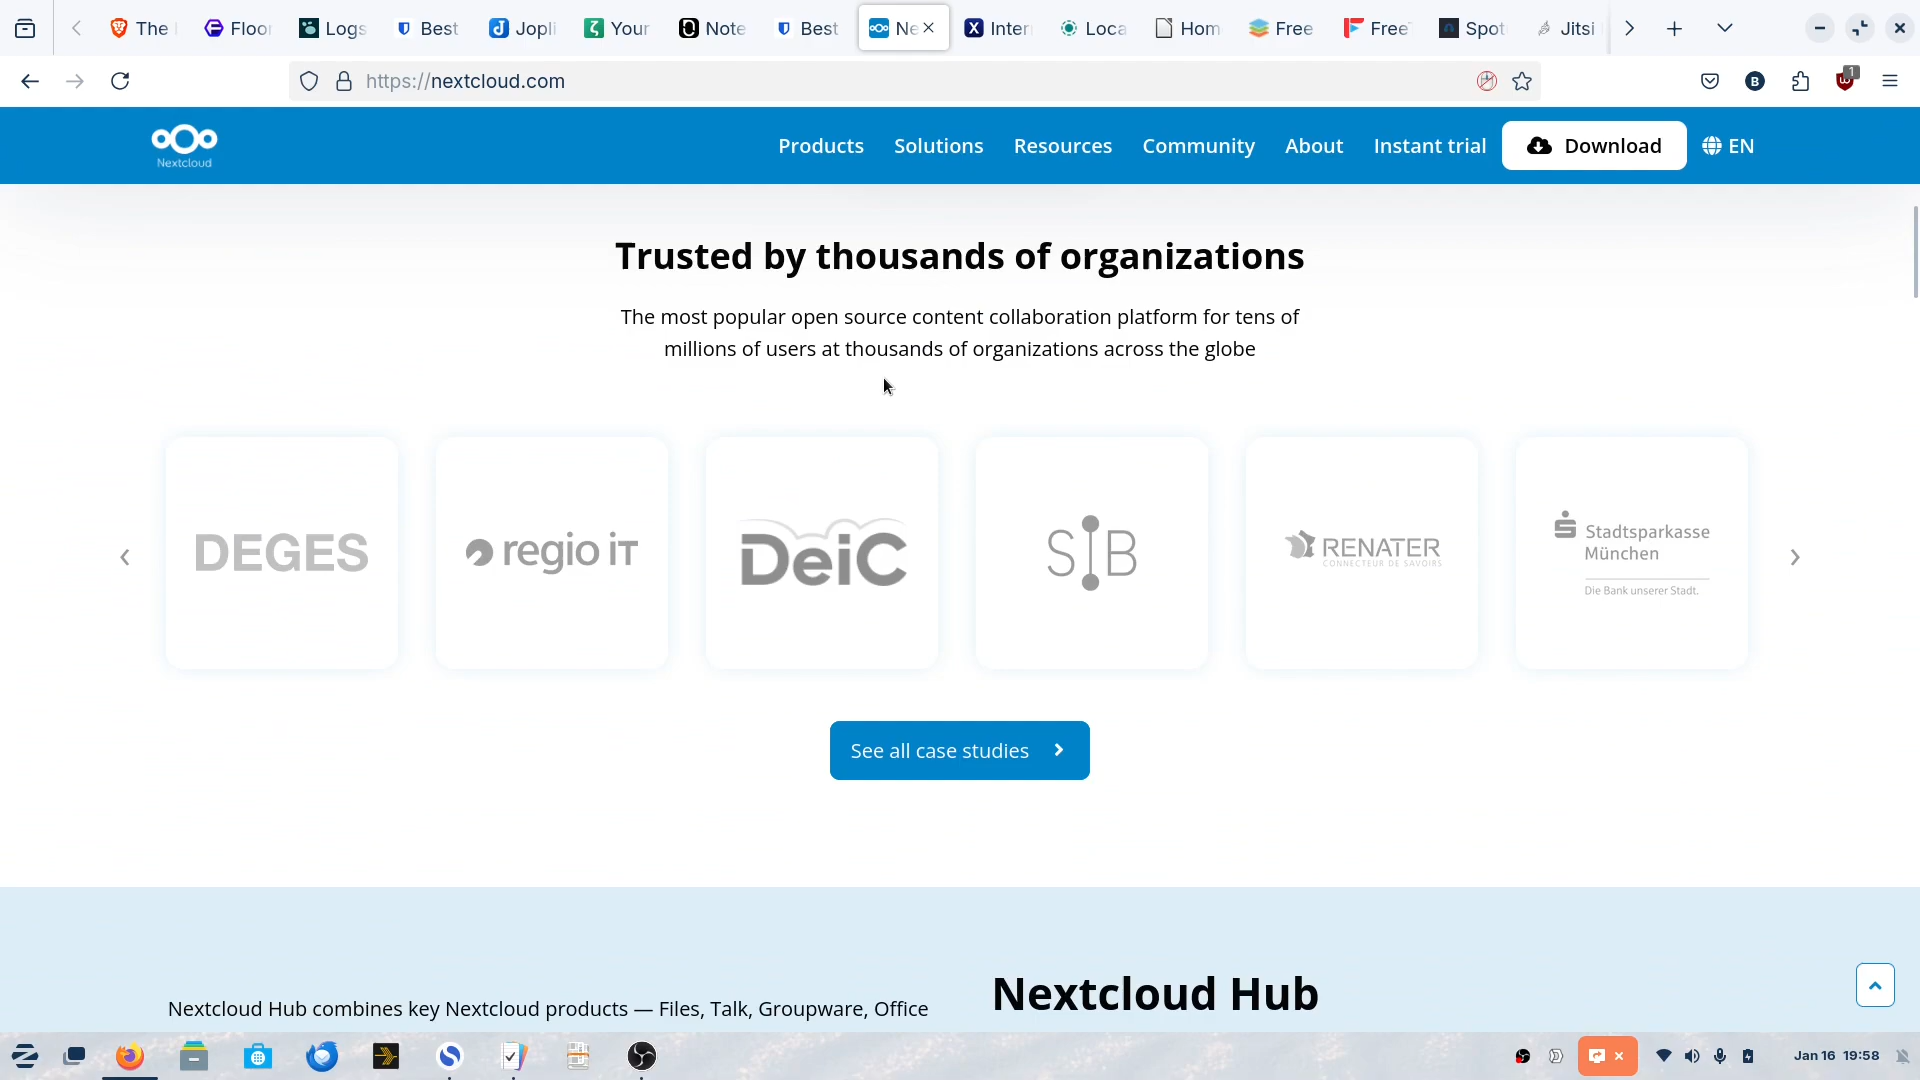 The
Floor
Logs
Best
Jopli
Your
Note
Best
Ne
Inter
Loca
Hom
Free
Free
Spot
Jitsi
https://nextcloud.com
B
1
Nextcloud
Products
Solutions
Resources
Community
About
Instant trial
Download
EN
Trusted by thousands of organizations
The most popular open source content collaboration platform for tens of
millions of users at thousands of organizations across the globe
DEGES
regio iT
DeiC
SIB
RENATER
CONNECTEUR DE SAVOIRS
Stadtsparkasse
München
Die Bank unserer Stadt.
See all case studies
Nextcloud Hub
Nextcloud Hub combines key Nextcloud products — Files, Talk, Groupware, Office
Jan 16 19:58